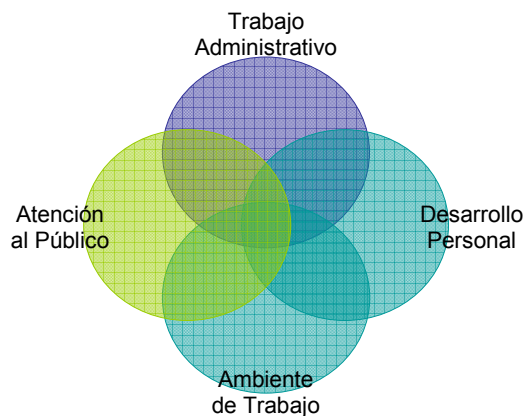 Trabajo
Administrativo
Atención
al Público
Desarrollo
Personal
Ambiente
de Trabajo